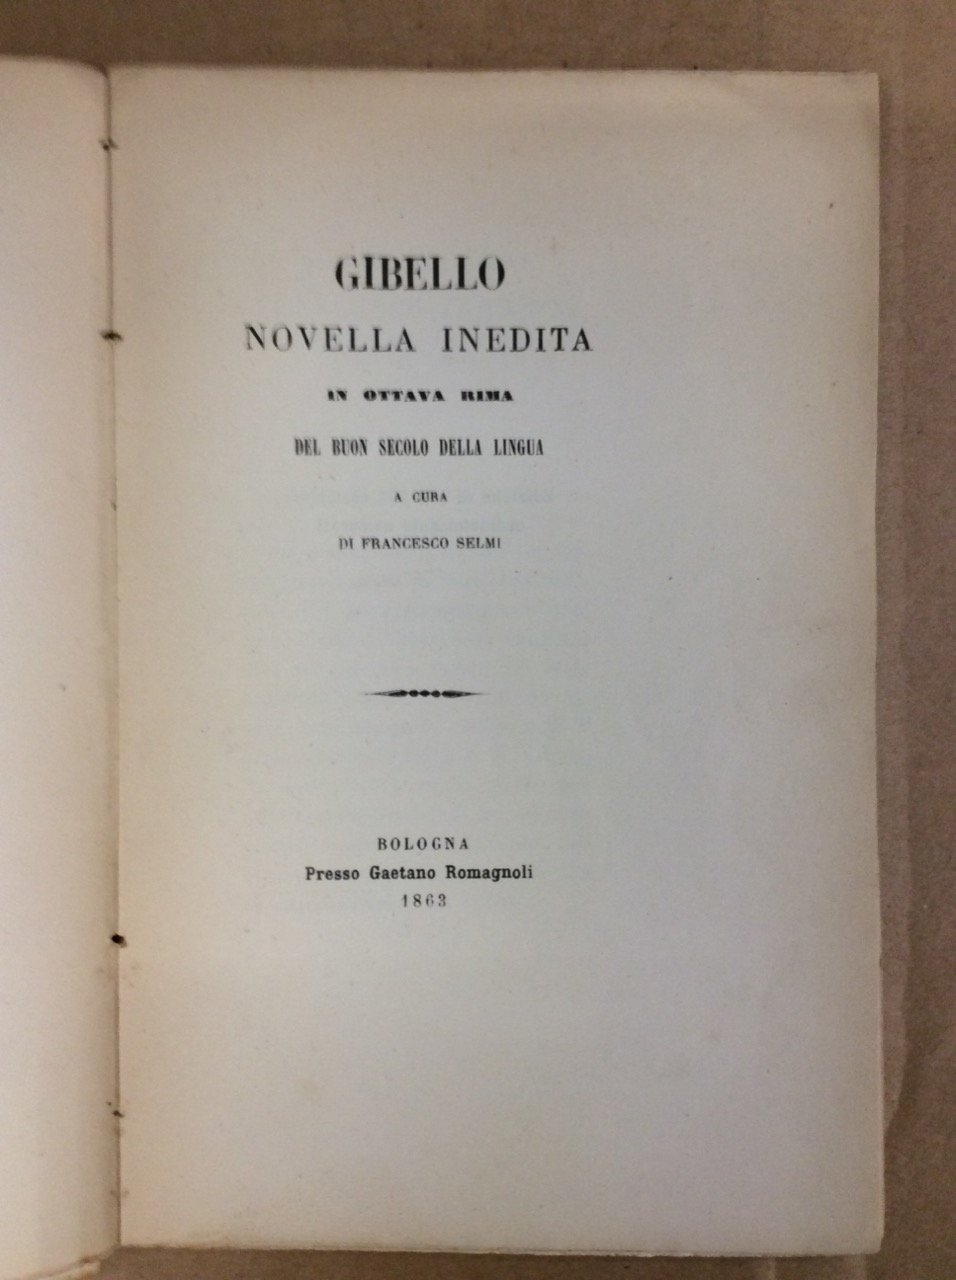 GIBELLO
NOVELLA INEDITA
IN OTTAVA RIMA
DEL BUON SECOLO DELLA LINGUA
A CURA
DI FRANCESCO SELMI
BOLOGNA
Presso Gaetano Romagnoli
1863